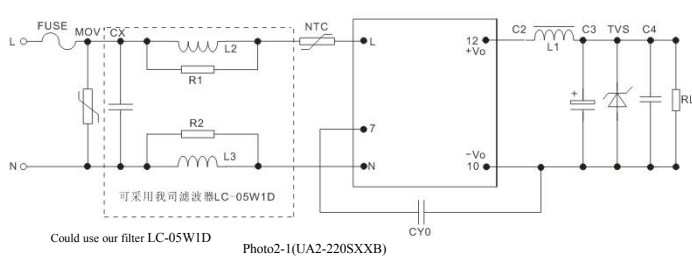 FUSE
MOV
CX
L2
R1
NTC
L
L
12
+Vo
C2
L1
C3
TVS
C4
+
RL
R2
L3
7
N
N
-Vo
10
可采用我司滤波器LC-05W1D
CY0
Could use our filter LC-05W1D
Photo2-1(UA2-220SXXB)